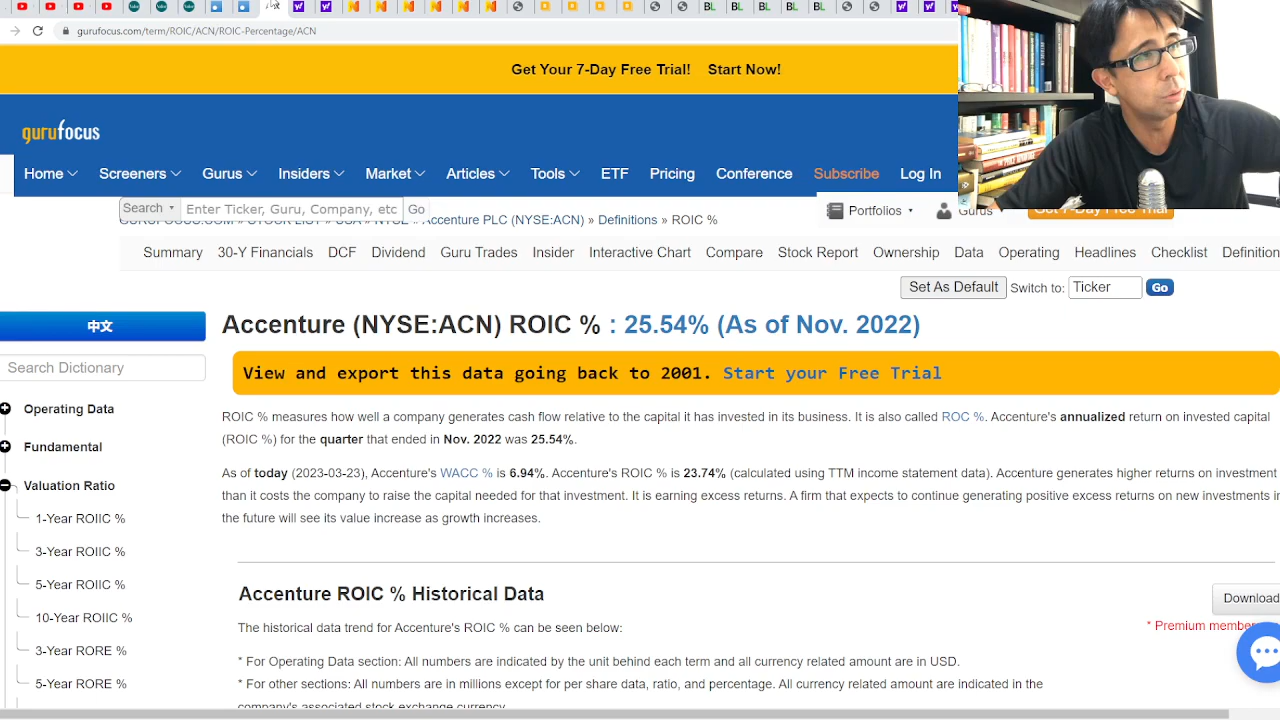 gurufocus.com/term/ROIC/ACN/ROIC-Percentage/ACN
Get Your 7-Day Free Trial! Start Now!
gurufocus
Home Screeners Gurus Insiders Market Articles Tools ETF Pricing Conference Subscribe Log In
Search Enter Ticker, Guru, Company, etc Go
Accenture PLC (NYSE:ACN) » Definitions » ROIC %
Portfolios Gurus Get 7-Day Free Trial
Summary 30-Y Financials DCF Dividend Guru Trades Insider Interactive Chart Compare Stock Report Ownership Data Operating Headlines Checklist Definition
Set As Default Switch to: Ticker Go
中文
Search Dictionary
Operating Data
Fundamental
Valuation Ratio
1-Year ROIIC %
3-Year ROIIC %
5-Year ROIIC %
10-Year ROIIC %
3-Year RORE %
5-Year RORE %
Accenture (NYSE:ACN) ROIC % : 25.54% (As of Nov. 2022)
View and export this data going back to 2001. Start your Free Trial
ROIC % measures how well a company generates cash flow relative to the capital it has invested in its business. It is also called ROC %. Accenture's annualized return on invested capital
(ROIC %) for the quarter that ended in Nov. 2022 was 25.54%.
As of today (2023-03-23), Accenture's WACC % is 6.94%. Accenture's ROIC % is 23.74% (calculated using TTM income statement data). Accenture generates higher returns on investment
than it costs the company to raise the capital needed for that investment. It is earning excess returns. A firm that expects to continue generating positive excess returns on new investments in
the future will see its value increase as growth increases.
Accenture ROIC % Historical Data
Download
The historical data trend for Accenture's ROIC % can be seen below:
* Premium membe
* For Operating Data section: All numbers are indicated by the unit behind each term and all currency related amount are in USD.
* For other sections: All numbers are in millions except for per share data, ratio, and percentage. All currency related amount are indicated in the
company's associated stock exchange currency.